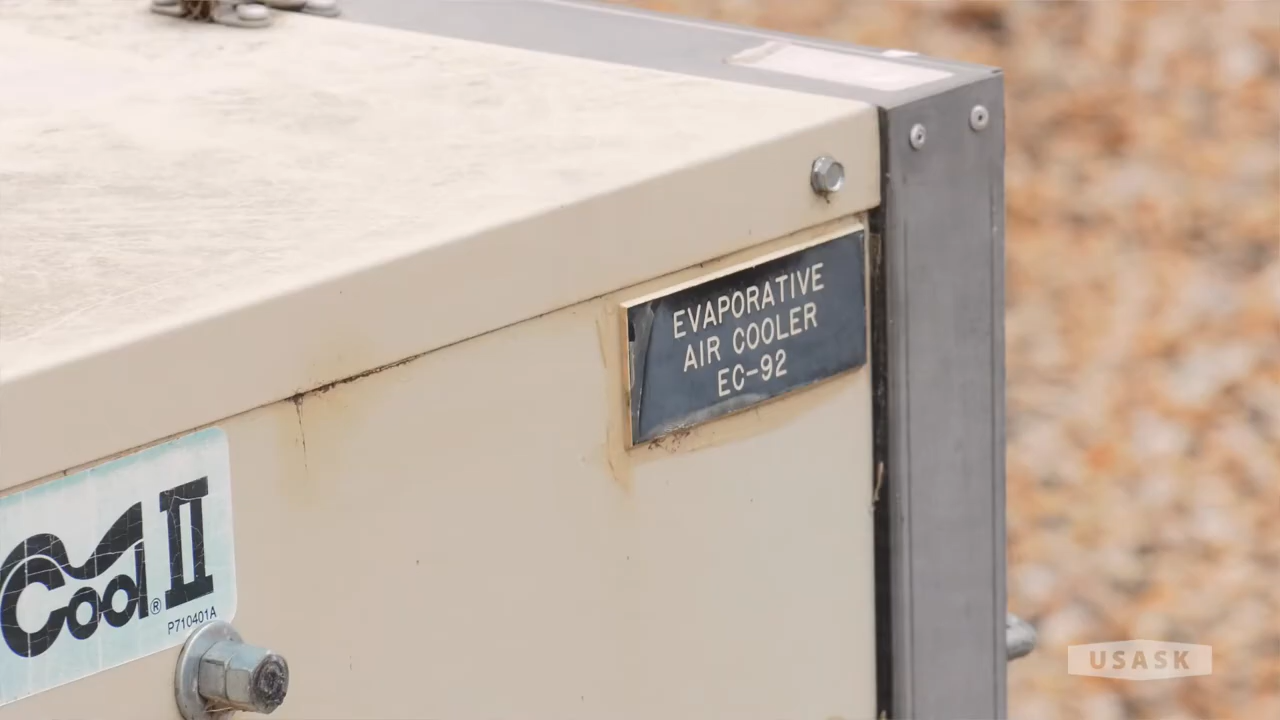 EVAPORATIVE
AIR COOLER
EC-92
Cool II
®
P710401A
USASK